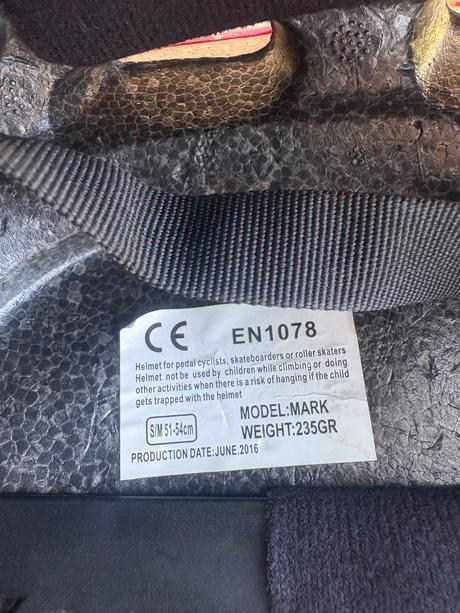 CE EN1078
Helmet for pedal cyclists, skateboarders or roller skaters
Helmet not be used by children while climbing or doing
other activities when there is a risk of hanging if the child
gets trapped with the helmet
S/M 51-54cm
MODEL:MARK
WEIGHT:235GR
PRODUCTION DATE:JUNE.2016